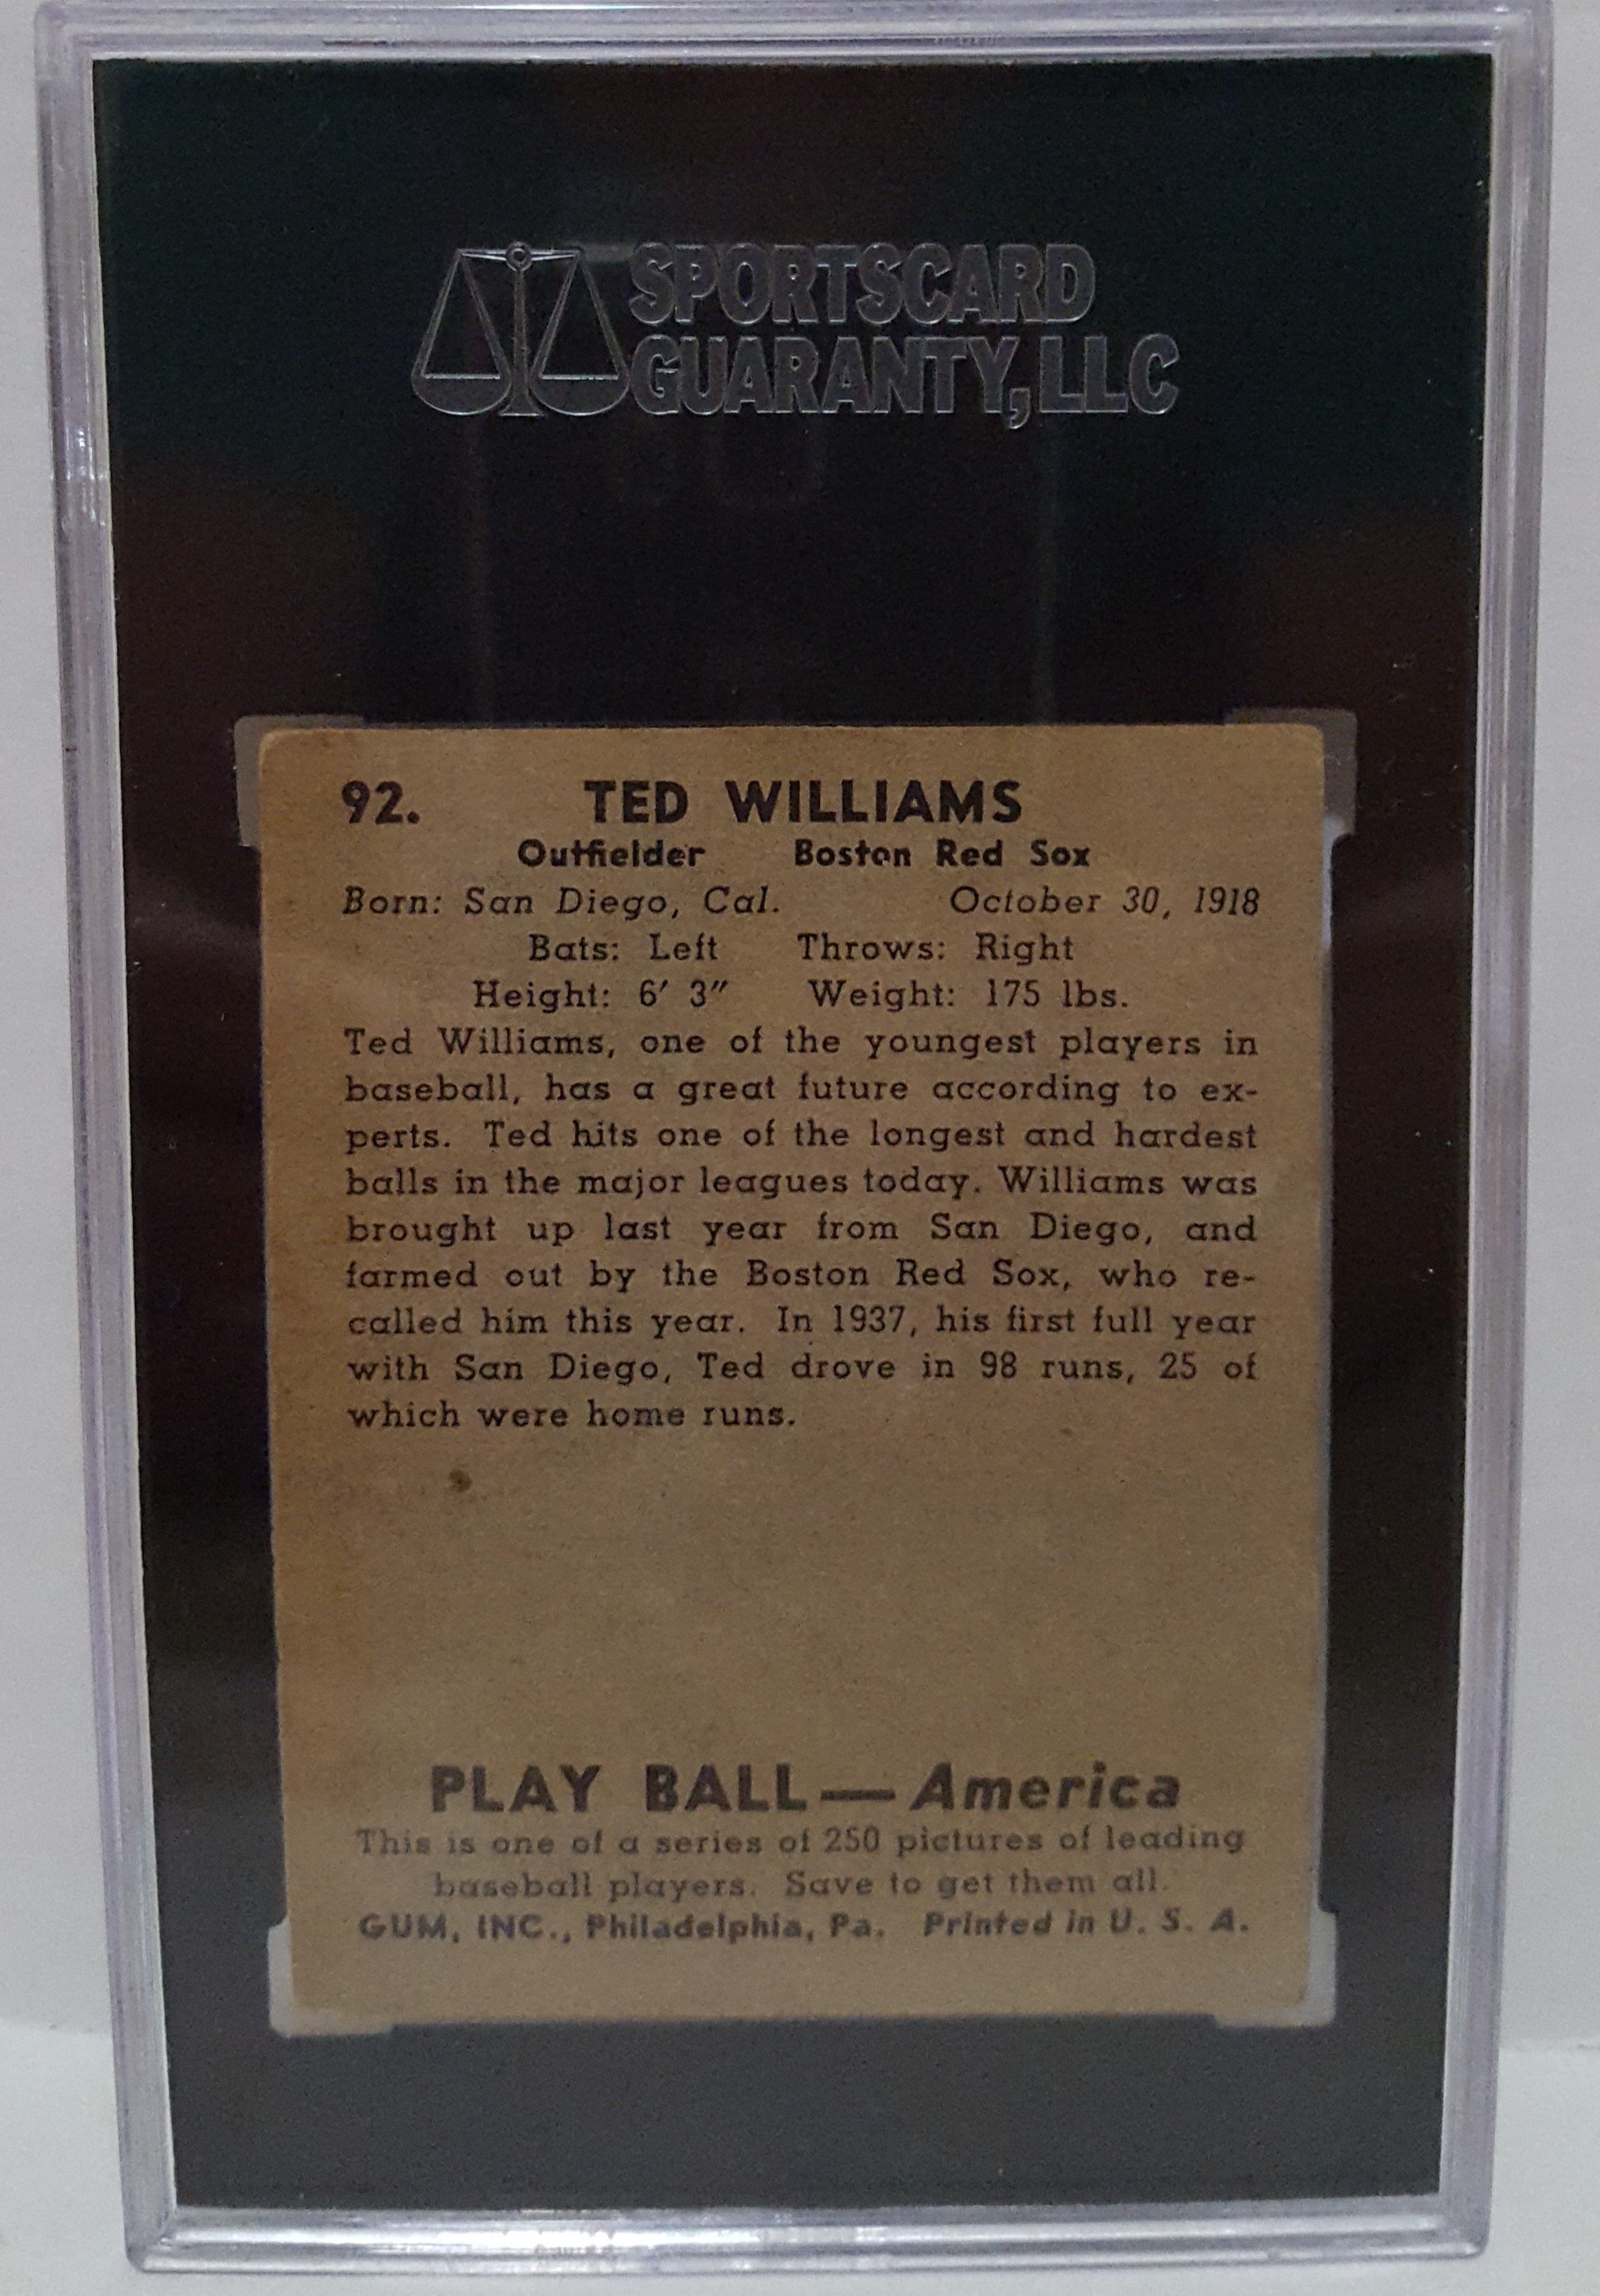 SPORTSCARD
GUARANTY, LLC
92. TED WILLIAMS
Outfielder Boston Red Sox
Born: San Diego, Cal. October 30, 1918
Bats: Left Throws: Right
Height: 6' 3" Weight: 175 lbs.
Ted Williams, one of the youngest players in
baseball, has a great future according to ex-
perts. Ted hits one of the longest and hardest
balls in the major leagues today. Williams was
brought up last year from San Diego, and
farmed out by the Boston Red Sox, who re-
called him this year. In 1937, his first full year
with San Diego, Ted drove in 98 runs, 25 of
which were home runs.
PLAY BALL — America
This is one of a series of 250 pictures of leading
baseball players. Save to get them all.
GUM, INC., Philadelphia, Pa. Printed in U. S. A.